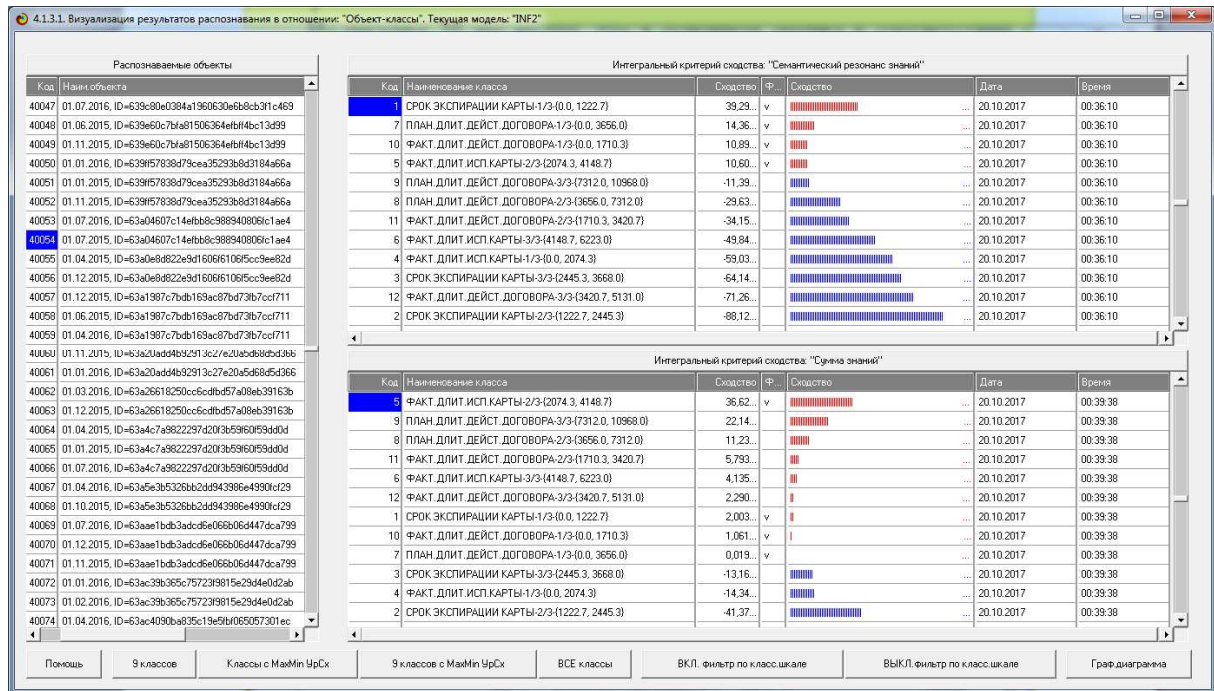 4.1.3.1. Визуализация результатов распознавания в отношении: "Объект-классы". Текущая модель: "INF2"
Распознаваемые объекты
Код Наим.объекта
40047 01.07.2016, ID=639c80e0384a1960630e6b8cb3f1c469
40048 01.06.2015, ID=639e60c7bfa81506364efbff4bc13d99
40049 01.11.2015, ID=639e60c7bfa81506364efbff4bc13d99
40050 01.01.2016, ID=639ff57838d79cea35293b8d3184a66a
40051 01.01.2015, ID=639ff57838d79cea35293b8d3184a66a
40052 01.11.2015, ID=639ff57838d79cea35293b8d3184a66a
40053 01.07.2016, ID=63a04607c14efbb8c988940806fc1ae4
40054 01.07.2015, ID=63a04607c14efbb8c988940806fc1ae4
40055 01.04.2015, ID=63a0e8d822e9d1606f6106f5cc9ee82d
40056 01.12.2015, ID=63a0e8d822e9d1606f6106f5cc9ee82d
40057 01.12.2015, ID=63a1987c7bdb169ac87bd73fb7ccf711
40058 01.06.2015, ID=63a1987c7bdb169ac87bd73fb7ccf711
40059 01.04.2016, ID=63a1987c7bdb169ac87bd73fb7ccf711
40060 01.11.2015, ID=63a20add4b92913c27e20a5d68d5d366
40061 01.01.2016, ID=63a20add4b92913c27e20a5d68d5d366
40062 01.03.2016, ID=63a26618250cc6cdfbd57a08eb39163b
40063 01.12.2015, ID=63a26618250cc6cdfbd57a08eb39163b
40064 01.04.2015, ID=63a4c7a9822297d20f3b59f60f59dd0d
40065 01.01.2015, ID=63a4c7a9822297d20f3b59f60f59dd0d
40066 01.07.2016, ID=63a4c7a9822297d20f3b59f60f59dd0d
40067 01.04.2016, ID=63a5e3b5326bb2dd943986e4990fcf29
40068 01.10.2015, ID=63a5e3b5326bb2dd943986e4990fcf29
40069 01.07.2016, ID=63aae1bdb3adcd6e066b06d447dca799
40070 01.12.2015, ID=63aae1bdb3adcd6e066b06d447dca799
40071 01.11.2015, ID=63aae1bdb3adcd6e066b06d447dca799
40072 01.01.2016, ID=63ac39b365c75723f9815e29d4e0d2ab
40073 01.02.2016, ID=63ac39b365c75723f9815e29d4e0d2ab
40074 01.04.2016, ID=63ac4090ba835c19e5fbf065057301ec
Интегральный критерий сходства: "Семантический резонанс знаний"
Код Наименование класса Сходство Ф... Сходство Дата Время
1 СРОК ЭКСПИРАЦИИ КАРТЫ-1/3-{0.0, 1222.7} 39,29... v ... 20.10.2017 00:36:10
7 ПЛАН.ДЛИТ.ДЕЙСТ.ДОГОВОРА-1/3-{0.0, 3656.0} 14,36... v ... 20.10.2017 00:36:10
10 ФАКТ.ДЛИТ.ДЕЙСТ.ДОГОВОРА-1/3-{0.0, 1710.3} 10,89... v ... 20.10.2017 00:36:10
5 ФАКТ.ДЛИТ.ИСП.КАРТЫ-2/3-{2074.3, 4148.7} 10,60... v ... 20.10.2017 00:36:10
9 ПЛАН.ДЛИТ.ДЕЙСТ.ДОГОВОРА-3/3-{7312.0, 10968.0} -11,39... ... 20.10.2017 00:36:10
8 ПЛАН.ДЛИТ.ДЕЙСТ.ДОГОВОРА-2/3-{3656.0, 7312.0} -29,63... ... 20.10.2017 00:36:10
11 ФАКТ.ДЛИТ.ДЕЙСТ.ДОГОВОРА-2/3-{1710.3, 3420.7} -34,15... ... 20.10.2017 00:36:10
6 ФАКТ.ДЛИТ.ИСП.КАРТЫ-3/3-{4148.7, 6223.0} -49,84... ... 20.10.2017 00:36:10
4 ФАКТ.ДЛИТ.ИСП.КАРТЫ-1/3-{0.0, 2074.3} -59,03... ... 20.10.2017 00:36:10
3 СРОК ЭКСПИРАЦИИ КАРТЫ-3/3-{2445.3, 3668.0} -64,14... ... 20.10.2017 00:36:10
12 ФАКТ.ДЛИТ.ДЕЙСТ.ДОГОВОРА-3/3-{3420.7, 5131.0} -71,26... ... 20.10.2017 00:36:10
2 СРОК ЭКСПИРАЦИИ КАРТЫ-2/3-{1222.7, 2445.3} -88,12... ... 20.10.2017 00:36:10
Интегральный критерий сходства: "Сумма знаний"
Код Наименование класса Сходство Ф... Сходство Дата Время
5 ФАКТ.ДЛИТ.ИСП.КАРТЫ-2/3-{2074.3, 4148.7} 36,62... v ... 20.10.2017 00:39:38
9 ПЛАН.ДЛИТ.ДЕЙСТ.ДОГОВОРА-3/3-{7312.0, 10968.0} 22,14... ... 20.10.2017 00:39:38
8 ПЛАН.ДЛИТ.ДЕЙСТ.ДОГОВОРА-2/3-{3656.0, 7312.0} 11,23... ... 20.10.2017 00:39:38
11 ФАКТ.ДЛИТ.ДЕЙСТ.ДОГОВОРА-2/3-{1710.3, 3420.7} 5,793... ... 20.10.2017 00:39:38
6 ФАКТ.ДЛИТ.ИСП.КАРТЫ-3/3-{4148.7, 6223.0} 4,135... ... 20.10.2017 00:39:38
12 ФАКТ.ДЛИТ.ДЕЙСТ.ДОГОВОРА-3/3-{3420.7, 5131.0} 2,290... ... 20.10.2017 00:39:38
1 СРОК ЭКСПИРАЦИИ КАРТЫ-1/3-{0.0, 1222.7} 2,003... v ... 20.10.2017 00:39:38
10 ФАКТ.ДЛИТ.ДЕЙСТ.ДОГОВОРА-1/3-{0.0, 1710.3} 1,061... v ... 20.10.2017 00:39:38
7 ПЛАН.ДЛИТ.ДЕЙСТ.ДОГОВОРА-1/3-{0.0, 3656.0} 0,019... v ... 20.10.2017 00:39:38
3 СРОК ЭКСПИРАЦИИ КАРТЫ-3/3-{2445.3, 3668.0} -13,16... ... 20.10.2017 00:39:38
4 ФАКТ.ДЛИТ.ИСП.КАРТЫ-1/3-{0.0, 2074.3} -14,34... ... 20.10.2017 00:39:38
2 СРОК ЭКСПИРАЦИИ КАРТЫ-2/3-{1222.7, 2445.3} -41,37... ... 20.10.2017 00:39:38
Помощь 9 классов Классы с MaxMin УрСх 9 классов с MaxMin УрСх ВСЕ классы ВКЛ. фильтр по класс.шкале ВЫКЛ.фильтр по класс.шкале Граф.диаграмма